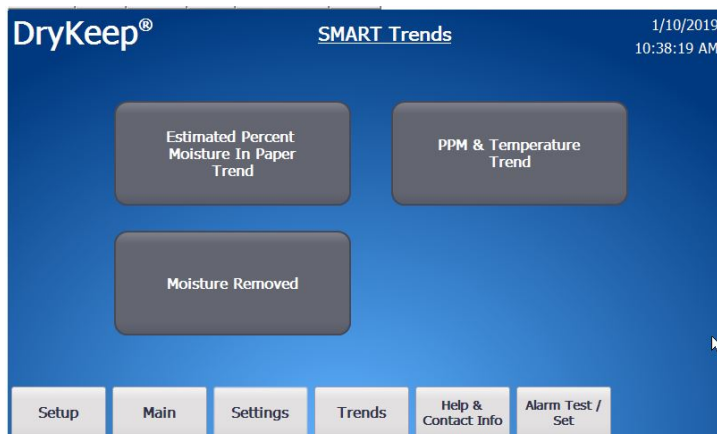 DryKeep®
SMART Trends
1/10/2019
10:38:19 AM
Estimated Percent
Moisture In Paper
Trend
PPM & Temperature
Trend
Moisture Removed
Setup
Main
Settings
Trends
Help &
Contact Info
Alarm Test /
Set